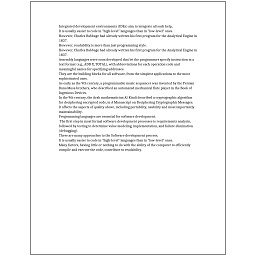 Integrated development environments (IDEs) aim to integrate all such help.
It is usually easier to code in "high-level" languages than in "low-level" ones.
However, Charles Babbage had already written his first program for the Analytical Engine in
1837.
However, readability is more than just programming style.
However, Charles Babbage had already written his first program for the Analytical Engine in
1837.
Assembly languages were soon developed that let the programmer specify instruction in a
text format (e.g., ADD X, TOTAL), with abbreviations for each operation code and
meaningful names for specifying addresses.
They are the building blocks for all software, from the simplest applications to the most
sophisticated ones.
As early as the 9th century, a programmable music sequencer was invented by the Persian
Banu Musa brothers, who described an automated mechanical flute player in the Book of
Ingenious Devices.
In the 9th century, the Arab mathematician Al-Kindi described a cryptographic algorithm
for deciphering encrypted code, in A Manuscript on Deciphering Cryptographic Messages.
It affects the aspects of quality above, including portability, usability and most importantly
maintainability.
Programming languages are essential for software development.
The first step in most formal software development processes is requirements analysis,
followed by testing to determine value modeling, implementation, and failure elimination
(debugging).
There are many approaches to the Software development process.
It is usually easier to code in "high-level" languages than in "low-level" ones.
Many factors, having little or nothing to do with the ability of the computer to efficiently
compile and execute the code, contribute to readability.